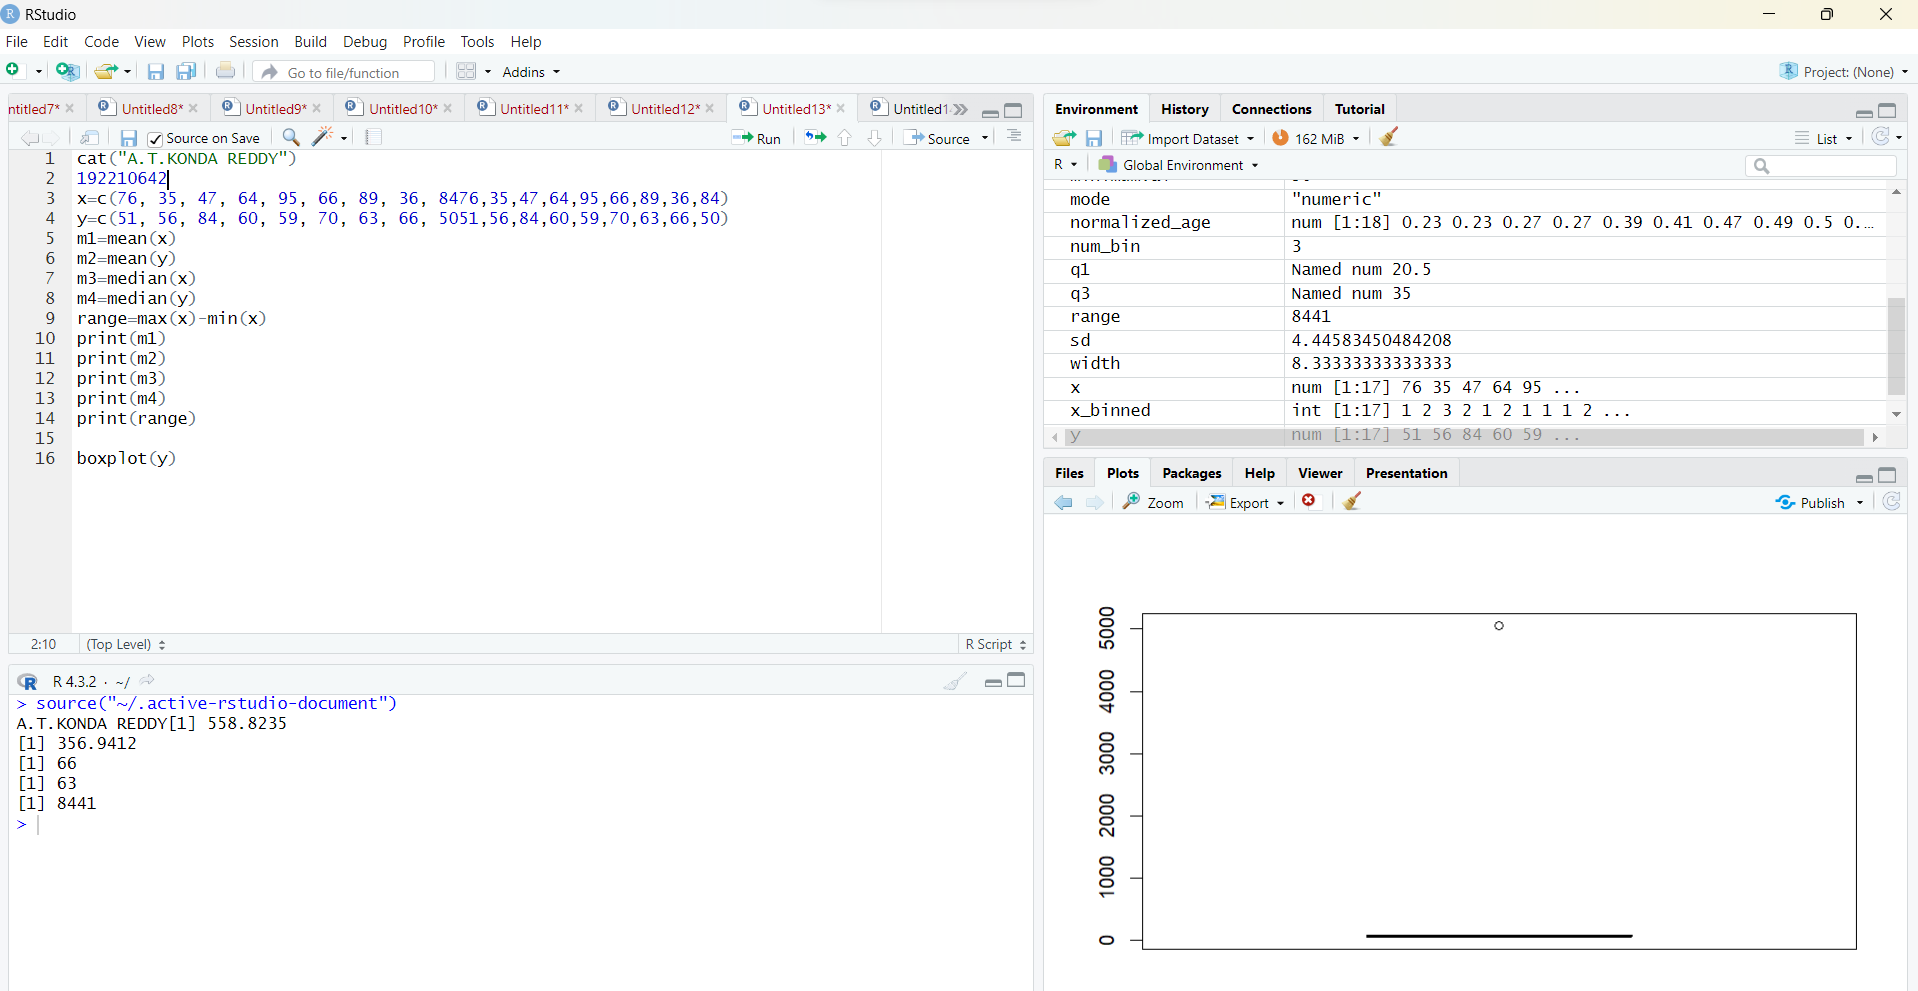 RStudio
File Edit Code View Plots Session Build Debug Profile Tools Help
Go to file/function Addins Project: (None)
ntitled7* Untitled8* Untitled9* Untitled10* Untitled11* Untitled12* Untitled13* Untitled1
Source on Save Run Source
1 cat("A.T.KONDA REDDY")
2 192210642
3 x=c(76, 35, 47, 64, 95, 66, 89, 36, 8476,35,47,64,95,66,89,36,84)
4 y=c(51, 56, 84, 60, 59, 70, 63, 66, 5051,56,84,60,59,70,63,66,50)
5 m1=mean(x)
6 m2=mean(y)
7 m3=median(x)
8 m4=median(y)
9 range=max(x)-min(x)
10 print(m1)
11 print(m2)
12 print(m3)
13 print(m4)
14 print(range)
15
16 boxplot(y)
2:10 (Top Level) R Script
R 4.3.2 · ~/
> source("~/.active-rstudio-document")
A.T.KONDA REDDY[1] 558.8235
[1] 356.9412
[1] 66
[1] 63
[1] 8441
>
Environment History Connections Tutorial
Import Dataset 162 MiB List
R Global Environment
mode "numeric"
normalized_age num [1:18] 0.23 0.23 0.27 0.27 0.39 0.41 0.47 0.49 0.5 0.…
num_bin 3
q1 Named num 20.5
q3 Named num 35
range 8441
sd 4.44583450484208
width 8.33333333333333
x num [1:17] 76 35 47 64 95 ...
x_binned int [1:17] 1 2 3 2 1 2 1 1 1 2 ...
y num [1:17] 51 56 84 60 59 ...
Files Plots Packages Help Viewer Presentation
Zoom Export Publish
5000
4000
3000
2000
1000
0